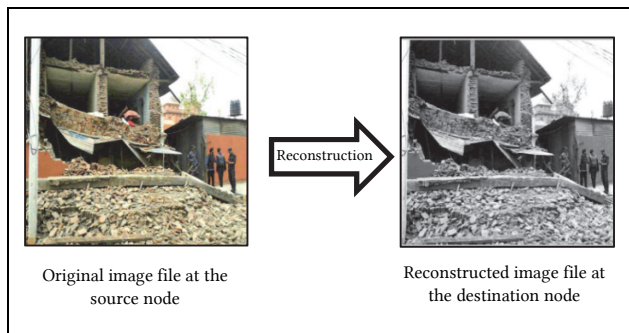 Reconstruction
Original image file at the
source node
Reconstructed image file at
the destination node